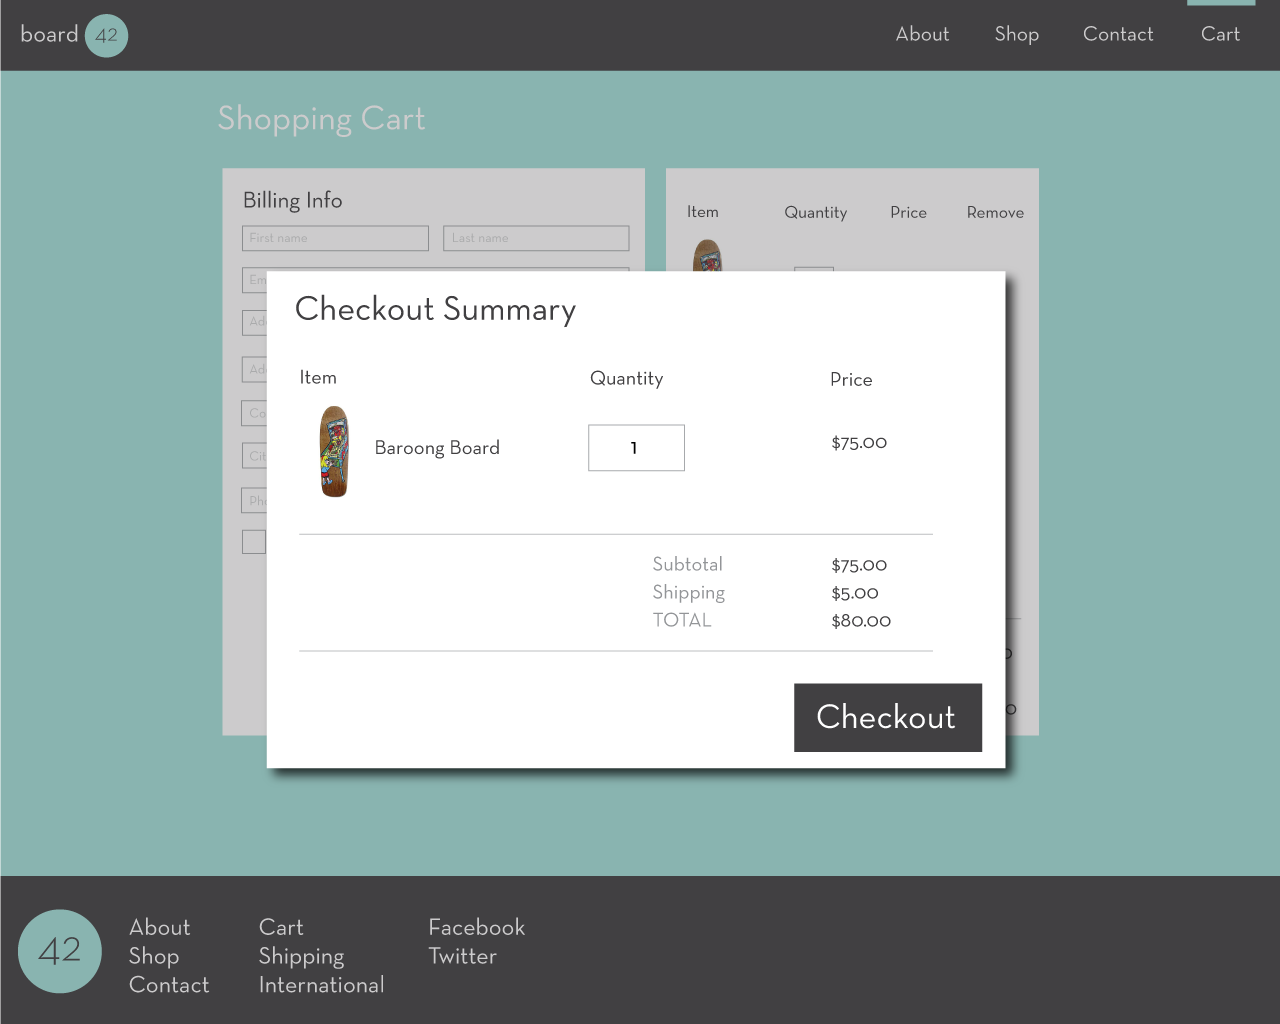 board 42
About Shop Contact Cart
Shopping Cart
Billing Info
First name Last name
Em
Ad
Ad
Co
Cit
Ph
Item Quantity Price Remove
Checkout Summary
Item Quantity Price
Baroong Board 1 $75.00
Subtotal $75.00
Shipping $5.00
TOTAL $80.00
Checkout
42
About Cart Facebook
Shop Shipping Twitter
Contact International